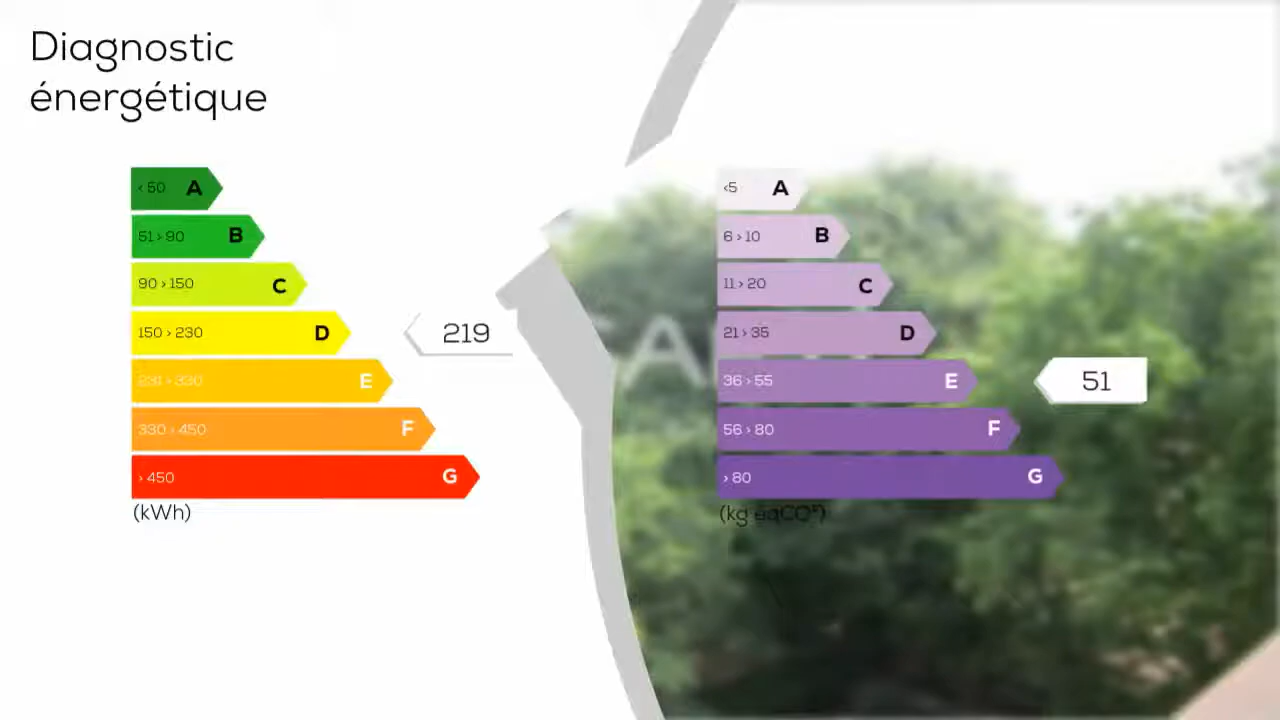 Diagnostic
énergétique
< 50 A
51 > 90 B
90 > 150 C
150 > 230 D
219
231 > 330 E
330 > 450 F
> 450 G
(kWh)
<5 A
6 > 10 B
11 > 20 C
21 > 35 D
36 > 55 E
51
56 > 80 F
> 80 G